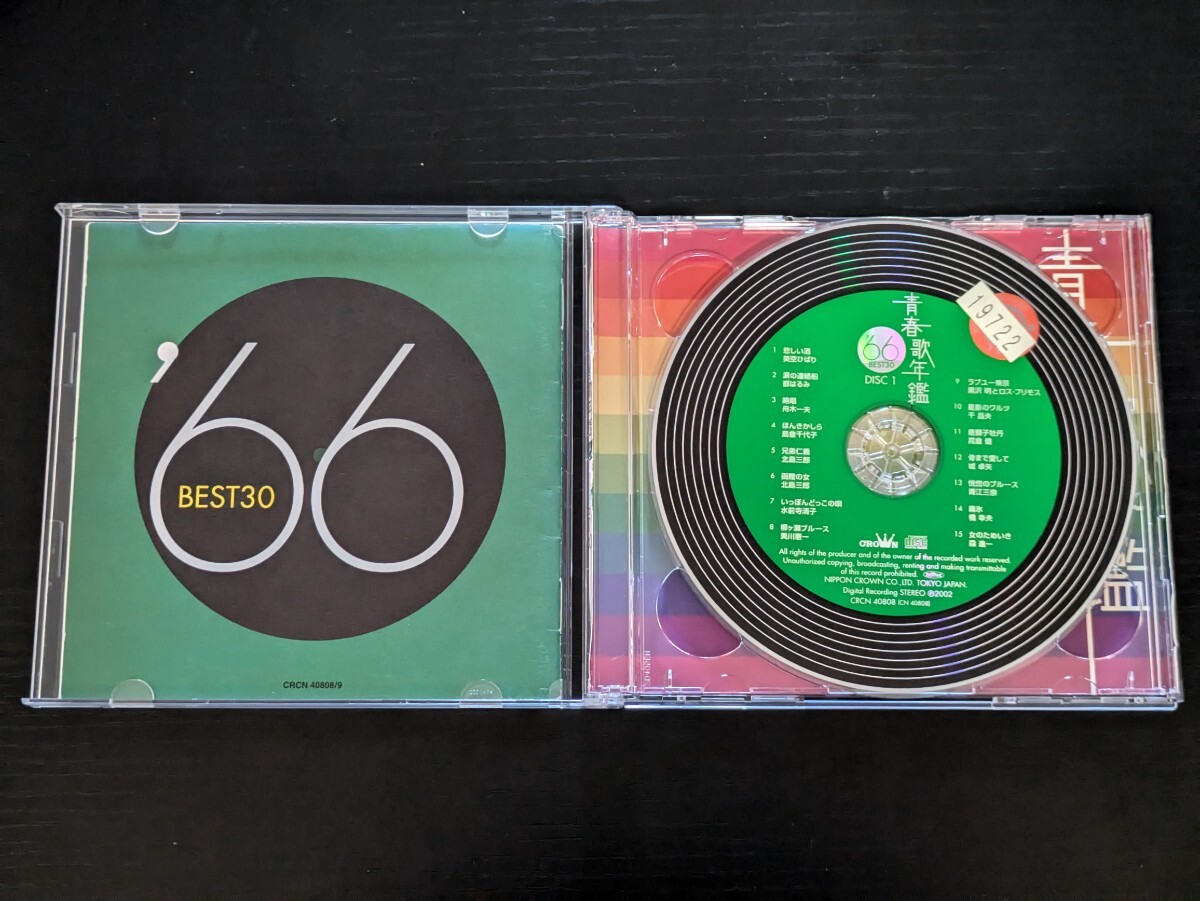 '66
BEST30
CRCN 40808/9
青春歌年鑑
'66
BEST30
DISC 1
19722
1 悲しい酒
美空ひばり
2 涙の連絡船
都はるみ
3 絶唱
舟木一夫
4 ほんきかしら
島倉千代子
5 兄弟仁義
北島三郎
6 函館の女
北島三郎
7 いっぽんどっこの唄
水前寺清子
8 柳ヶ瀬ブルース
美川憲一
9 ラブユー東京
黒沢 明とロス・プリモス
10 星影のワルツ
千 昌夫
11 唐獅子牡丹
高倉 健
12 骨まで愛して
城 卓矢
13 恍惚のブルース
青江三奈
14 霧氷
橋 幸夫
15 女のためいき
森 進一
CROWN
All rights of the producer and of the owner of the recorded work reserved.
Unauthorized copying, broadcasting, renting and making transmittable
of this record prohibited.
NIPPON CROWN CO.,LTD. TOKYO JAPAN.
Digital Recording STEREO ℗2002
CRCN 40808 (CN 40808)
青
鑑